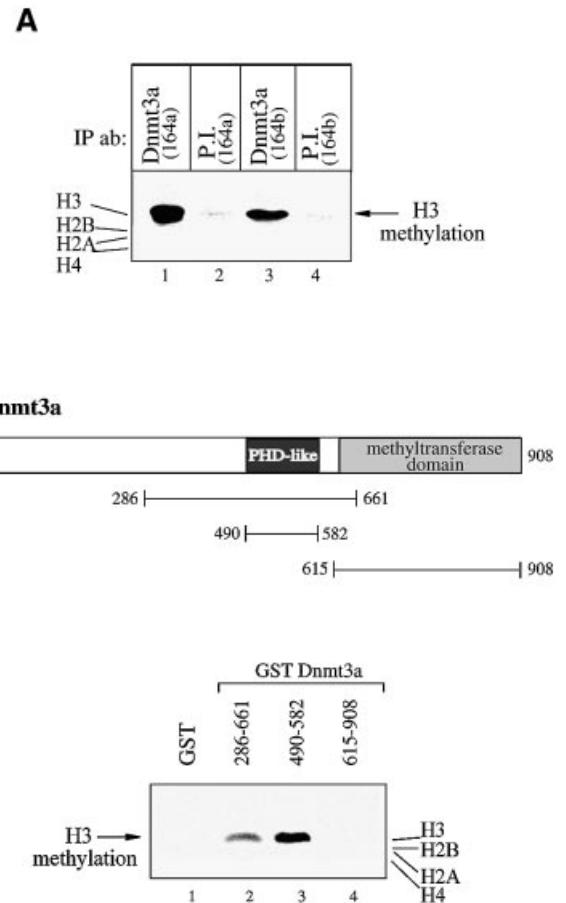 A
IP ab:
Dnmt3a (164a)
P.I. (164a)
Dnmt3a (164b)
P.I. (164b)
H3
H2B
H2A
H4
H3 methylation
1 2 3 4
nmt3a
PHD-like
methyltransferase domain
908
286 661
490 582
615 908
GST Dnmt3a
GST
286-661
490-582
615-908
H3 methylation
H3
H2B
H2A
H4
1 2 3 4